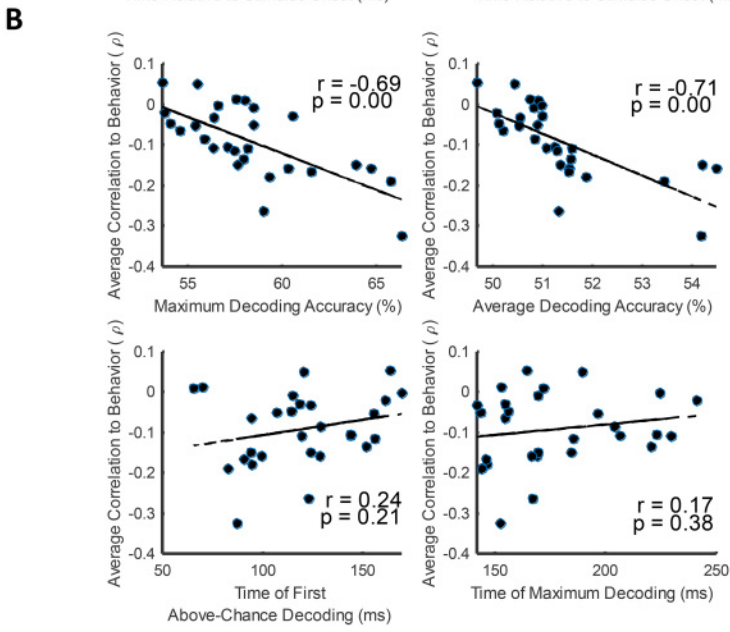 B
Average Correlation to Behavior ( ρ)
0.1
0
-0.1
-0.2
-0.3
-0.4
r = -0.69
p = 0.00
55
60
65
Maximum Decoding Accuracy (%)
Average Correlation to Behavior ( ρ)
0.1
0
-0.1
-0.2
-0.3
-0.4
r = -0.71
p = 0.00
50
51
52
53
54
Average Decoding Accuracy (%)
Average Correlation to Behavior ( ρ)
0.1
0
-0.1
-0.2
-0.3
-0.4
r = 0.24
p = 0.21
50
100
150
Time of First
Above-Chance Decoding (ms)
Average Correlation to Behavior ( ρ)
0.1
0
-0.1
-0.2
-0.3
-0.4
r = 0.17
p = 0.38
150
200
250
Time of Maximum Decoding (ms)